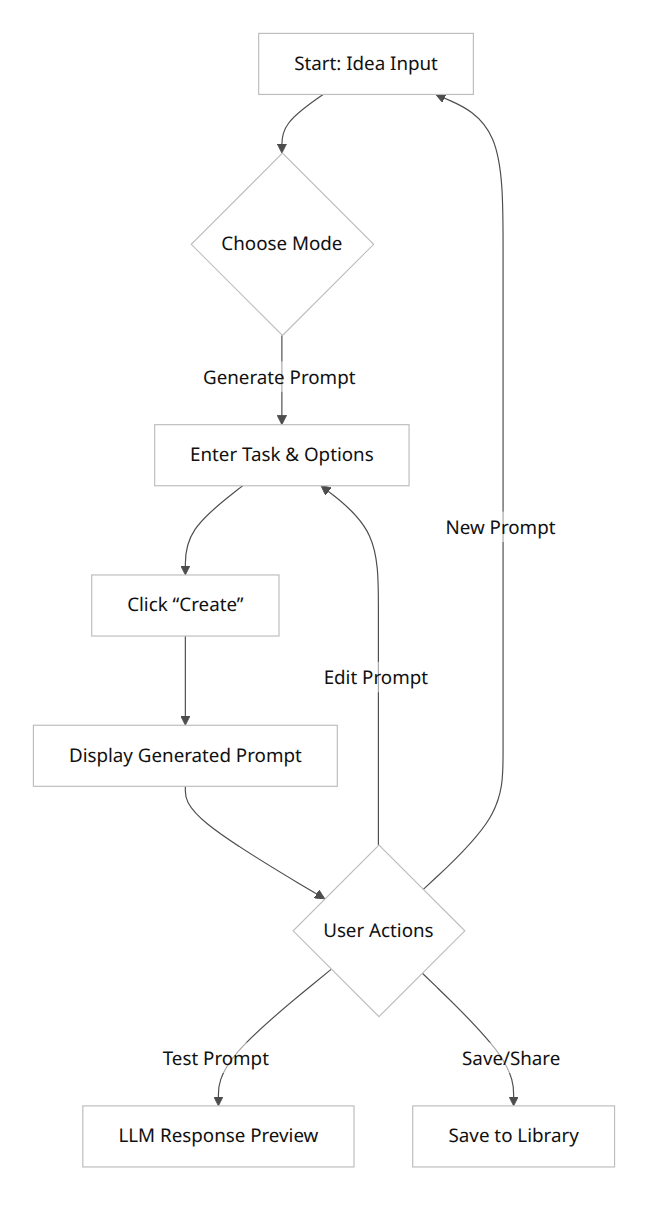 Start: Idea Input
Choose Mode
Generate Prompt
Enter Task & Options
New Prompt
Click “Create”
Edit Prompt
Display Generated Prompt
User Actions
Test Prompt
Save/Share
LLM Response Preview
Save to Library